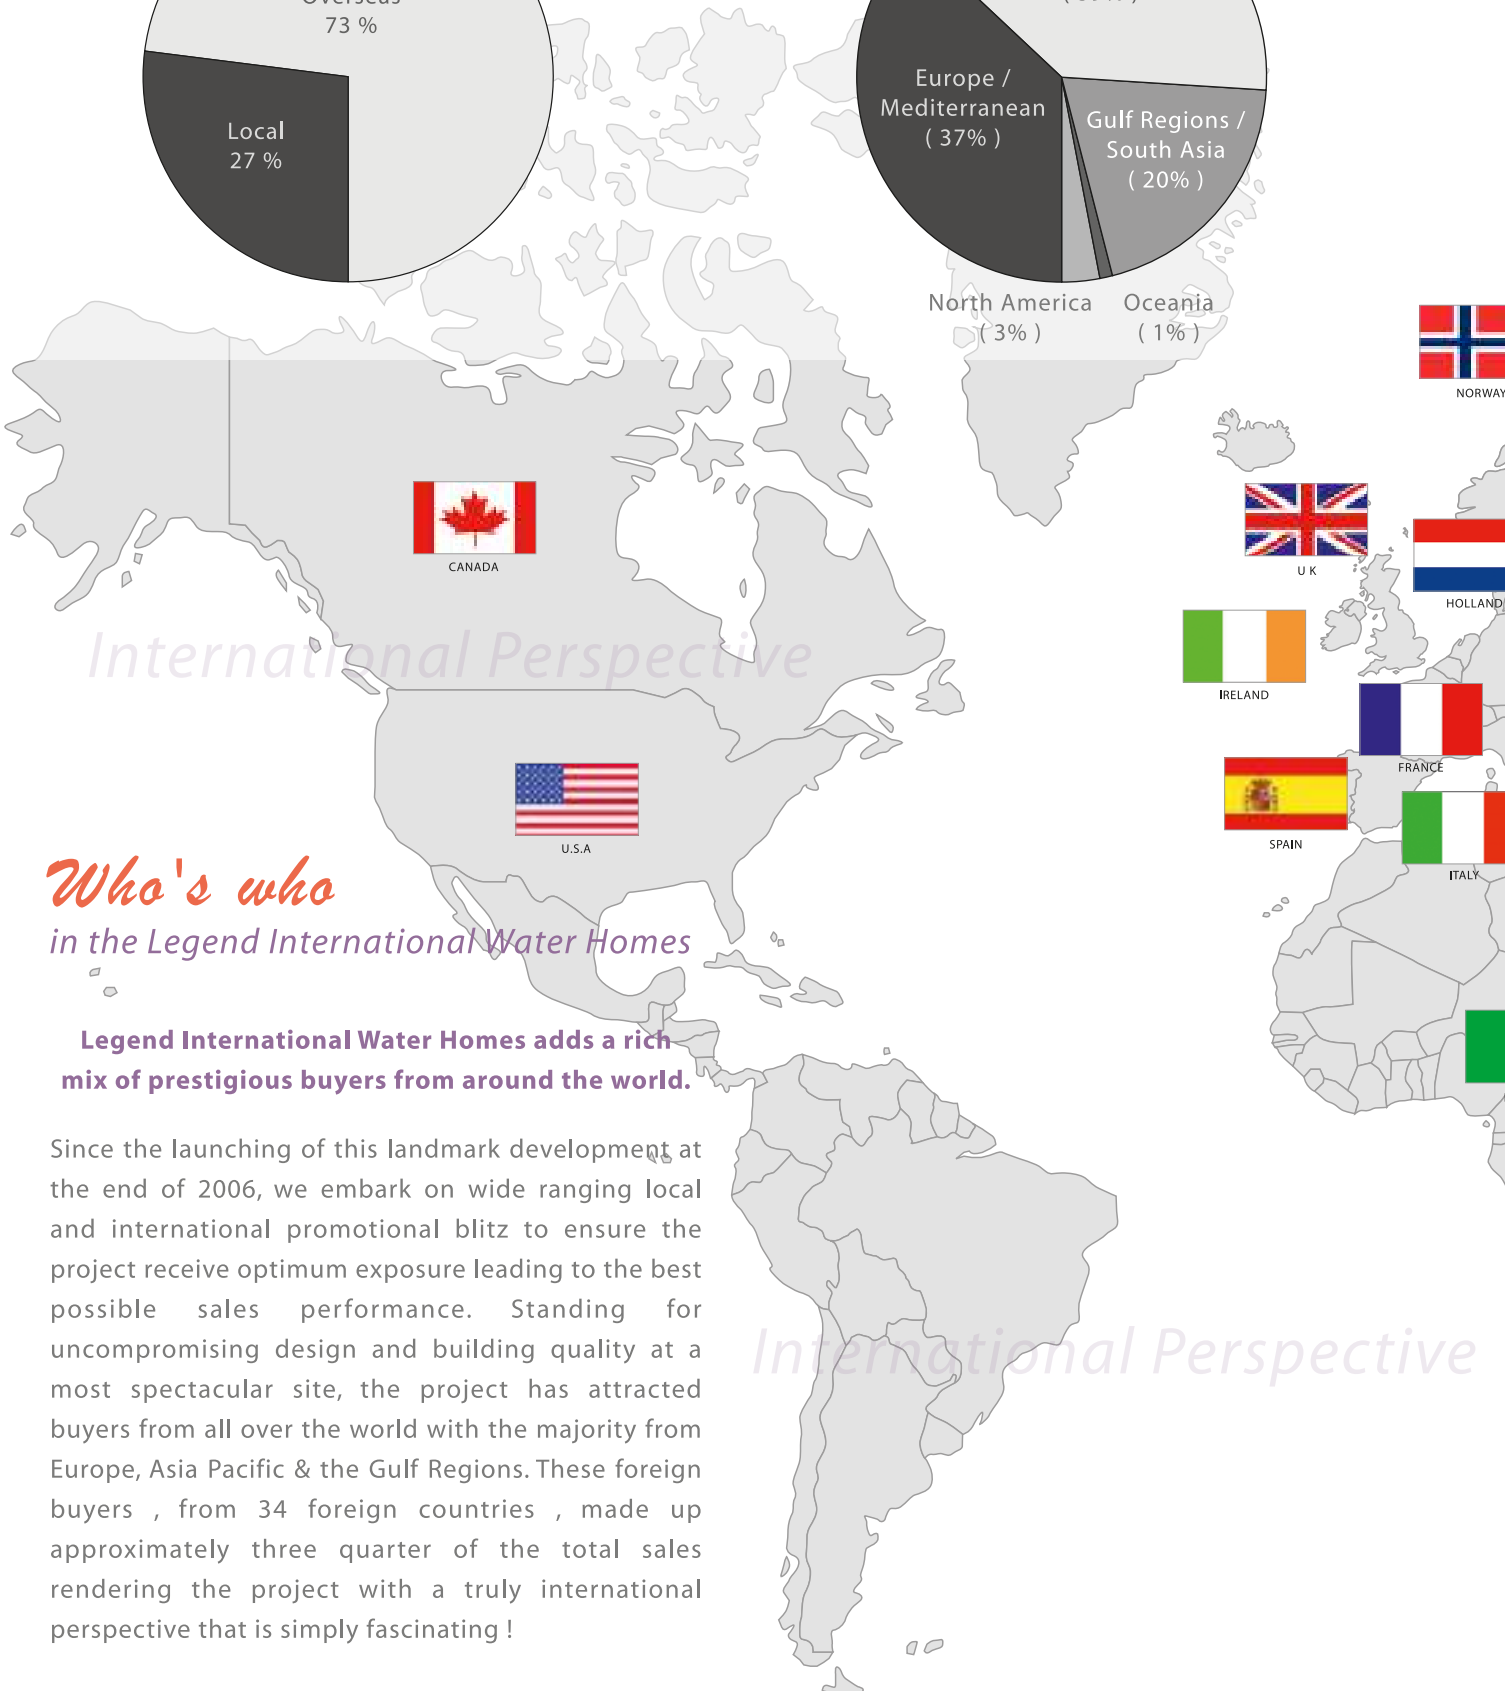 Overseas
73 %
Local
27 %
Europe /
Mediterranean
( 37% )
Gulf Regions /
South Asia
( 20% )
North America
( 3% )
Oceania
( 1% )
NORWAY
CANADA
U K
HOLLAND
International Perspective
IRELAND
FRANCE
U.S.A
SPAIN
ITALY
Who's who
in the Legend International Water Homes
Legend International Water Homes adds a rich
mix of prestigious buyers from around the world.
Since the launching of this landmark development at
the end of 2006, we embark on wide ranging local
and international promotional blitz to ensure the
project receive optimum exposure leading to the best
possible sales performance. Standing for
uncompromising design and building quality at a
most spectacular site, the project has attracted
buyers from all over the world with the majority from
Europe, Asia Pacific & the Gulf Regions. These foreign
buyers , from 34 foreign countries , made up
approximately three quarter of the total sales
rendering the project with a truly international
perspective that is simply fascinating !
International Perspective